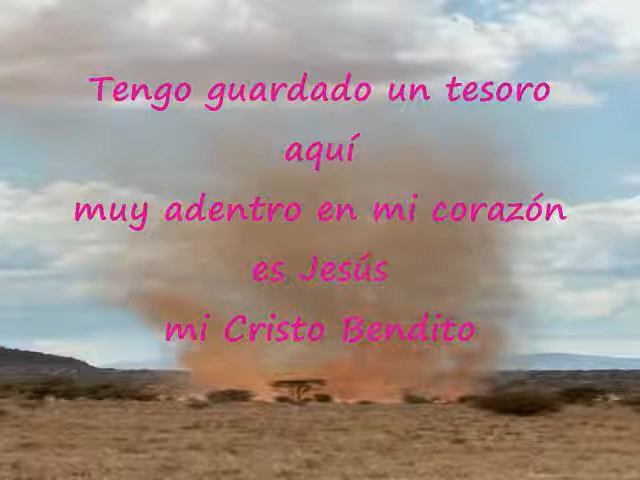 Tengo guardado un tesoro
aquí
muy adentro en mi corazón
es Jesús
mi Cristo Bendito